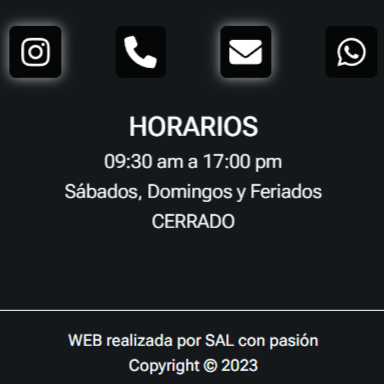 HORARIOS
09:30 am a 17:00 pm
Sábados, Domingos y Feriados
CERRADO
WEB realizada por SAL con pasión
Copyright © 2023